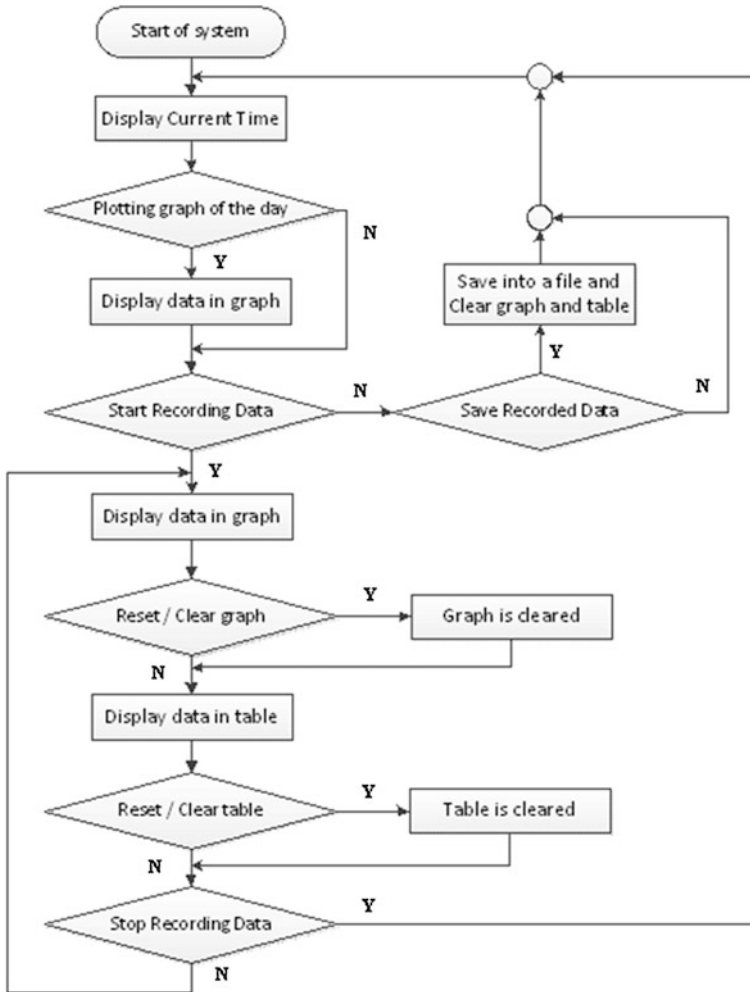 Start of system
Display Current Time
Plotting graph of the day
N
Y
Display data in graph
Save into a file and
Clear graph and table
Y
Start Recording Data
N
Save Recorded Data
N
Y
Display data in graph
Reset / Clear graph
Y
Graph is cleared
N
Display data in table
Reset / Clear table
Y
Table is cleared
N
Stop Recording Data
Y
N